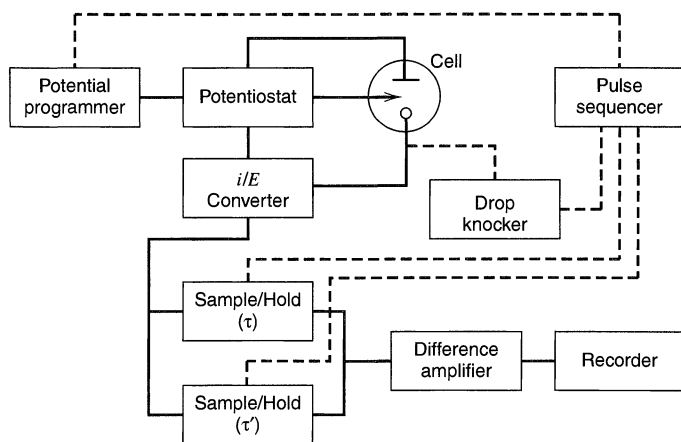 Cell
Potential
programmer
Potentiostat
Pulse
sequencer
i/E
Converter
Drop
knocker
Sample/Hold
(τ)
Difference
amplifier
Recorder
Sample/Hold
(τ′)